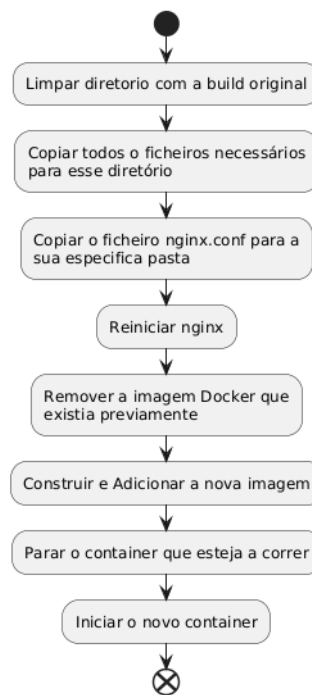 Limpar diretorio com a build original
Copiar todos o ficheiros necessários
para esse diretório
Copiar o ficheiro nginx.conf para a
sua especifica pasta
Reiniciar nginx
Remover a imagem Docker que
existia previamente
Construir e Adicionar a nova imagem
Parar o container que esteja a correr
Iniciar o novo container